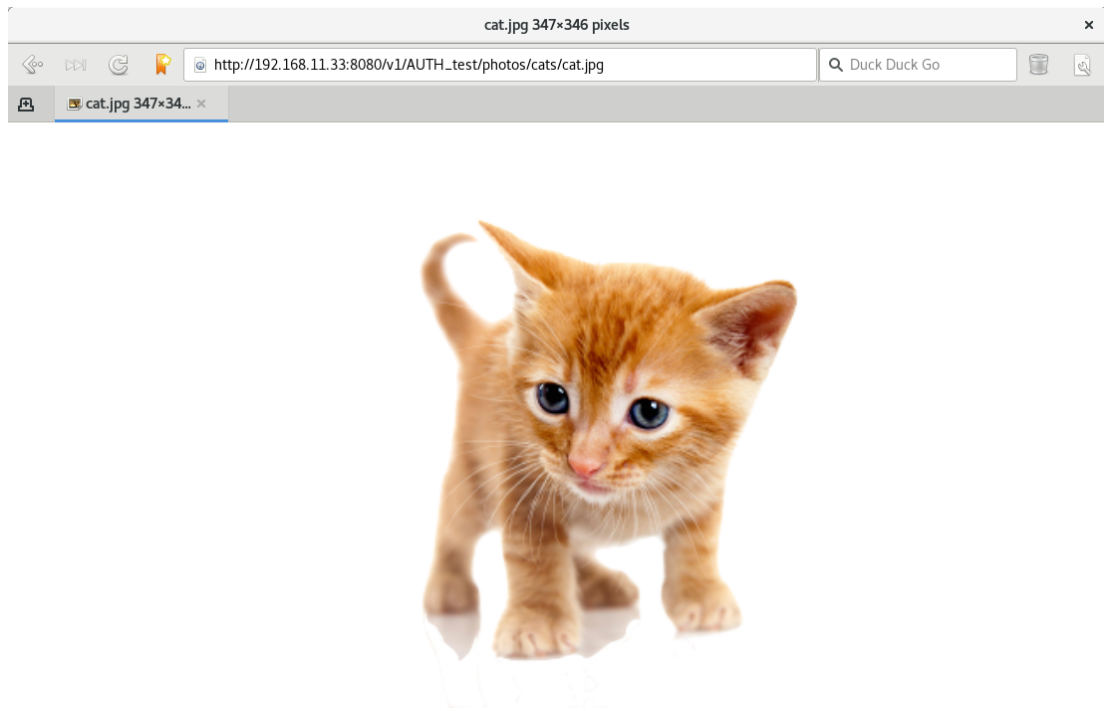 cat.jpg 347×346 pixels
http://192.168.11.33:8080/v1/AUTH_test/photos/cats/cat.jpg
Duck Duck Go
cat.jpg 347×34...